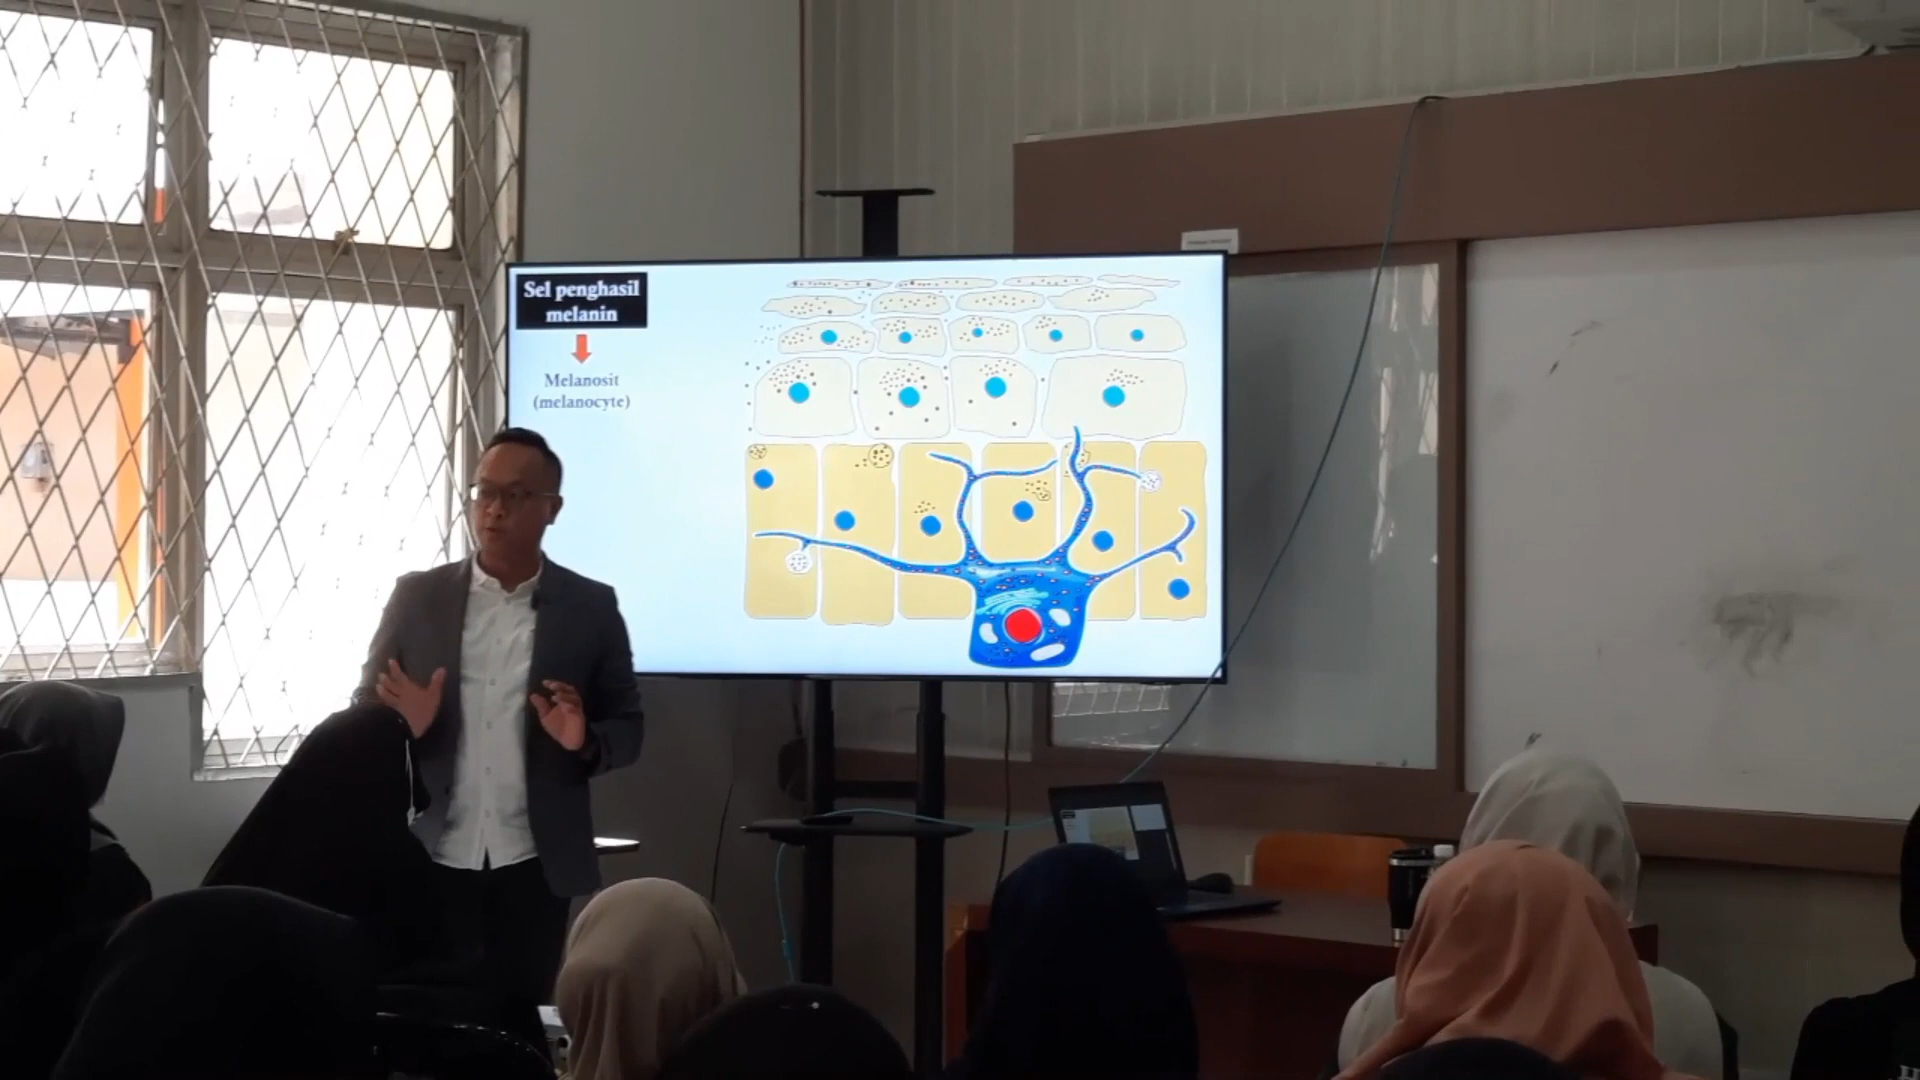 Sel penghasil
melanin
Melanosit
(melanocyte)